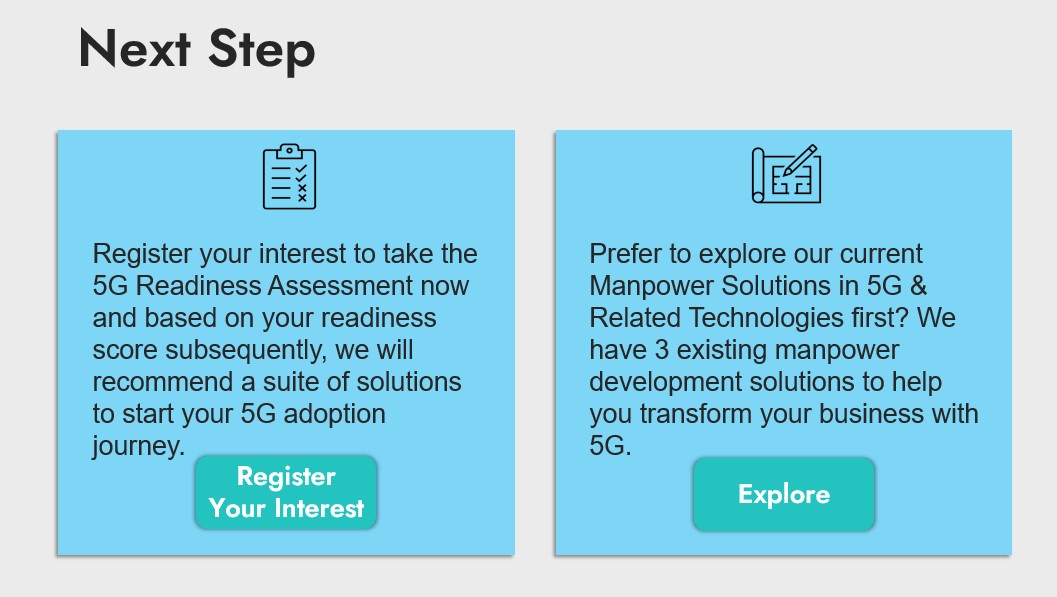 Next Step
Register your interest to take the
5G Readiness Assessment now
and based on your readiness
score subsequently, we will
recommend a suite of solutions
to start your 5G adoption
journey.
Register
Your Interest
Prefer to explore our current
Manpower Solutions in 5G &
Related Technologies first? We
have 3 existing manpower
development solutions to help
you transform your business with
5G.
Explore